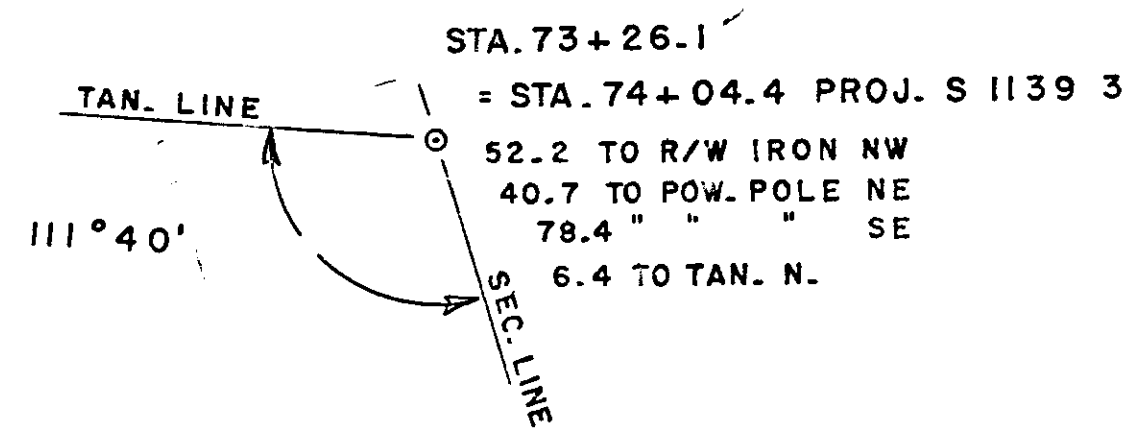 STA. 73+26.1
TAN. LINE
= STA. 74+04.4 PROJ. S 1139 3
52.2 TO R/W IRON NW
40.7 TO POW. POLE NE
111°40'
78.4 " " " SE
6.4 TO TAN. N.
SEC. LINE